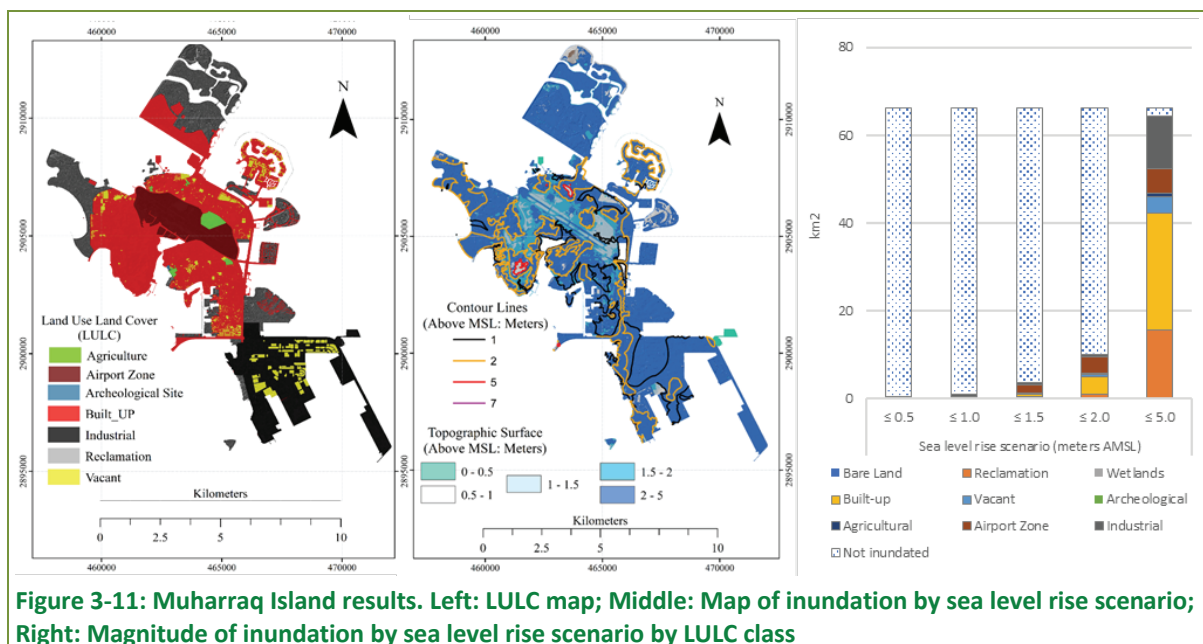 460000
465000
470000
2910000
2905000
2900000
2895000
N
Land Use Land Cover
(LULC)
Agriculture
Airport Zone
Archeological Site
Built_UP
Industrial
Reclamation
Vacant
Kilometers
0 2.5 5 10
460000
465000
470000
460000
465000
470000
2910000
2905000
2900000
2895000
N
Contour Lines
(Above MSL: Meters)
1
2
5
7
Topographic Surface
(Above MSL: Meters)
0 - 0.5
0.5 - 1
1 - 1.5
1.5 - 2
2 - 5
Kilometers
0 2.5 5 10
460000
465000
470000
80
60
40
20
0
km2
≤ 0.5 ≤ 1.0 ≤ 1.5 ≤ 2.0 ≤ 5.0
Sea level rise scenario (meters AMSL)
Bare Land Reclamation Wetlands
Built-up Vacant Archeological
Agricultural Airport Zone Industrial
Not inundated
Figure 3-11: Muharraq Island results. Left: LULC map; Middle: Map of inundation by sea level rise scenario;
Right: Magnitude of inundation by sea level rise scenario by LULC class